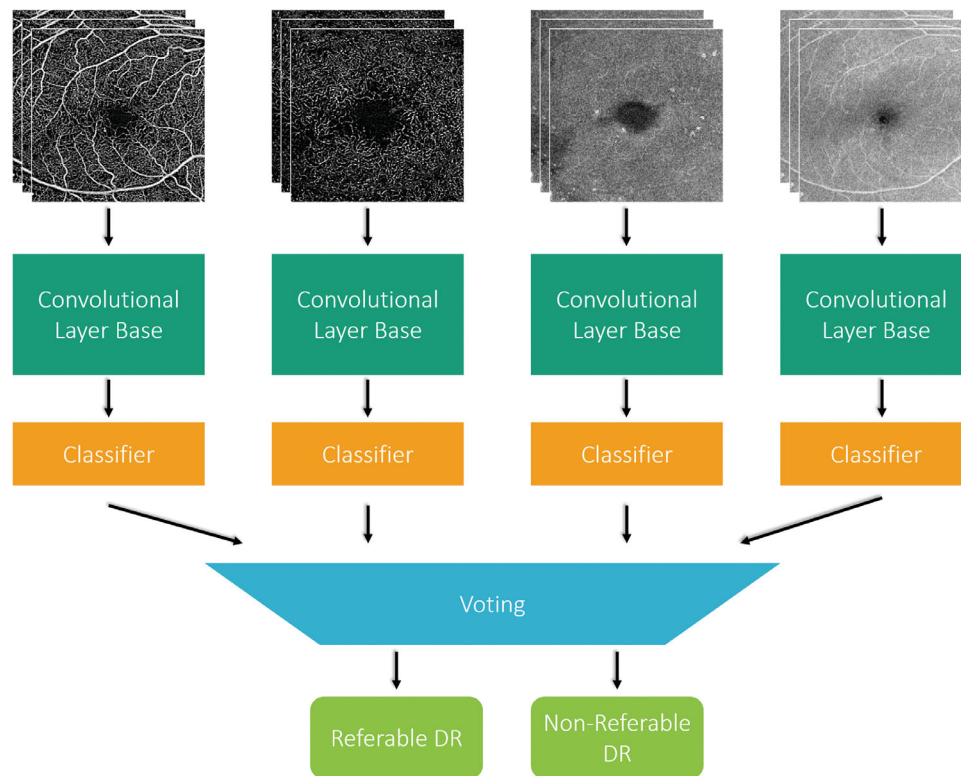 Convolutional
Layer Base
Convolutional
Layer Base
Convolutional
Layer Base
Convolutional
Layer Base
Classifier
Classifier
Classifier
Classifier
Voting
Referable DR
Non-Referable
DR